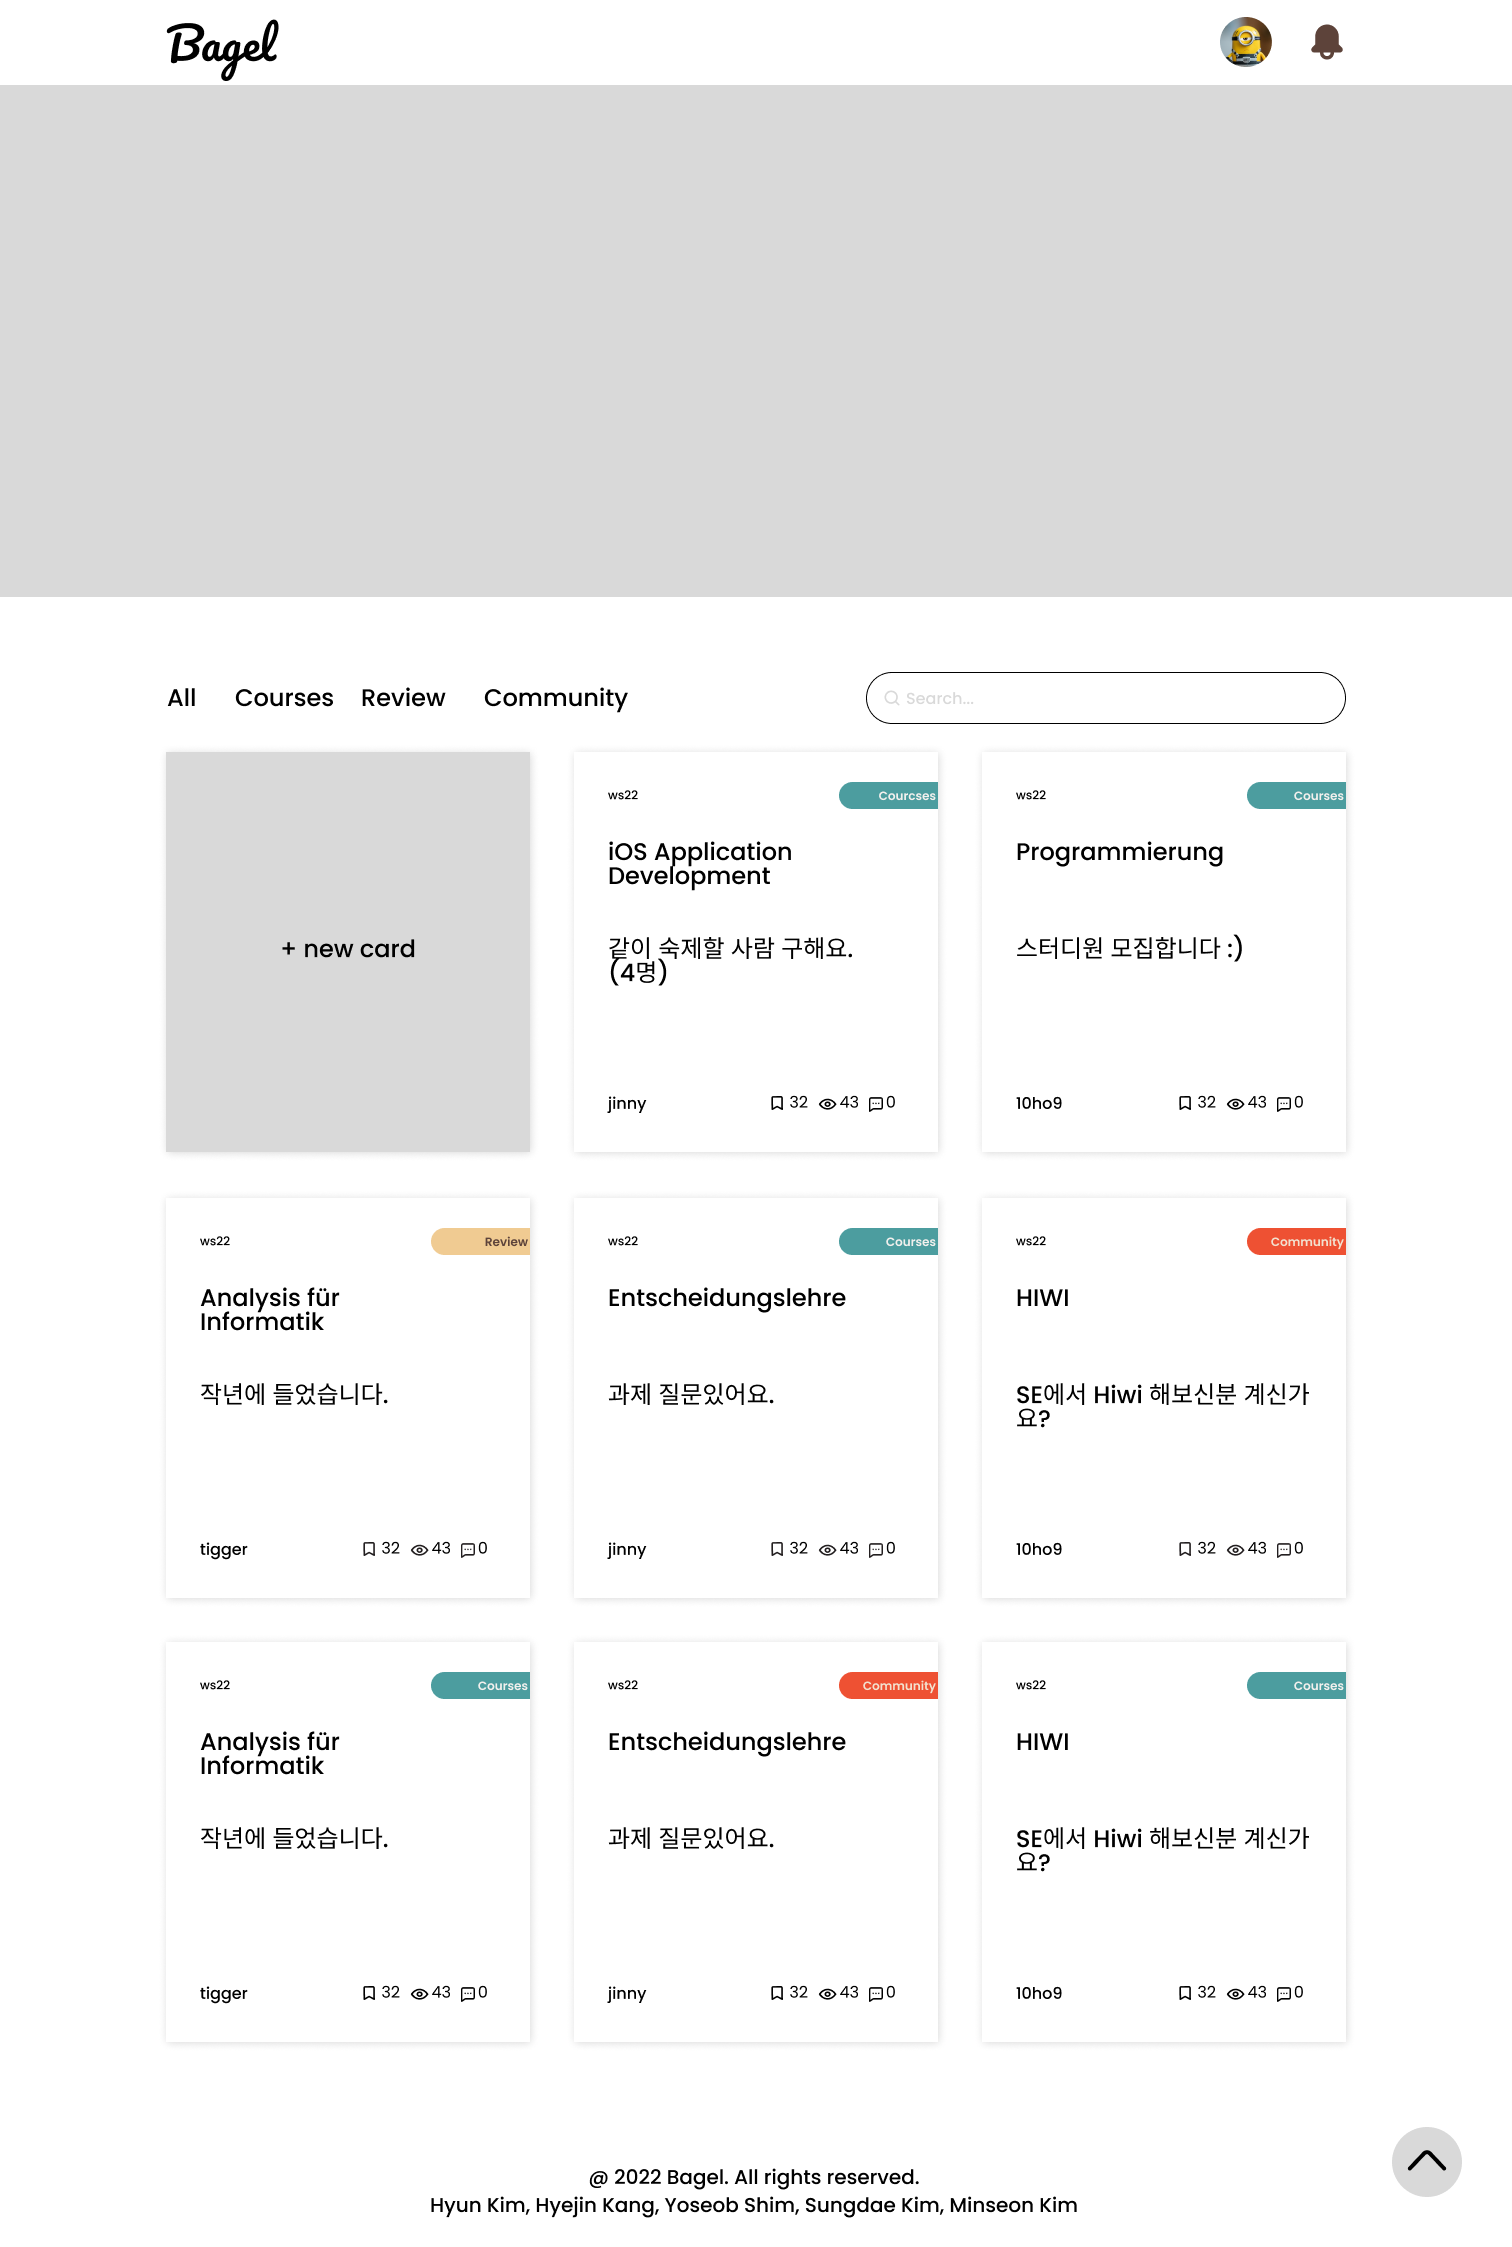 Bagel
All Courses Review Community
Search...
+ new card
ws22
Courcses
iOS Application
Development
같이 숙제할 사람 구해요.
(4명)
jinny
32 43 0
ws22
Courses
Programmierung
스터디원 모집합니다 :)
10ho9
32 43 0
ws22
Review
Analysis für
Informatik
작년에 들었습니다.
tigger
32 43 0
ws22
Courses
Entscheidungslehre
과제 질문있어요.
jinny
32 43 0
ws22
Community
HIWI
SE에서 Hiwi 해보신분 계신가
요?
10ho9
32 43 0
ws22
Courses
Analysis für
Informatik
작년에 들었습니다.
tigger
32 43 0
ws22
Community
Entscheidungslehre
과제 질문있어요.
jinny
32 43 0
ws22
Courses
HIWI
SE에서 Hiwi 해보신분 계신가
요?
10ho9
32 43 0
@ 2022 Bagel. All rights reserved.
Hyun Kim, Hyejin Kang, Yoseob Shim, Sungdae Kim, Minseon Kim